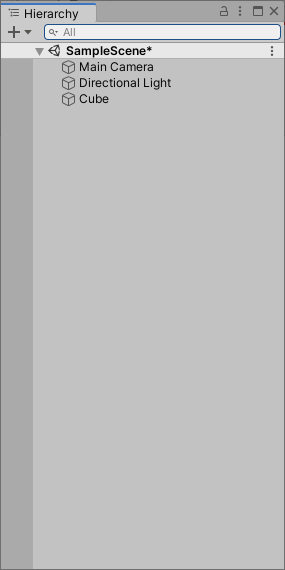 Hierarchy
All
SampleScene*
Main Camera
Directional Light
Cube